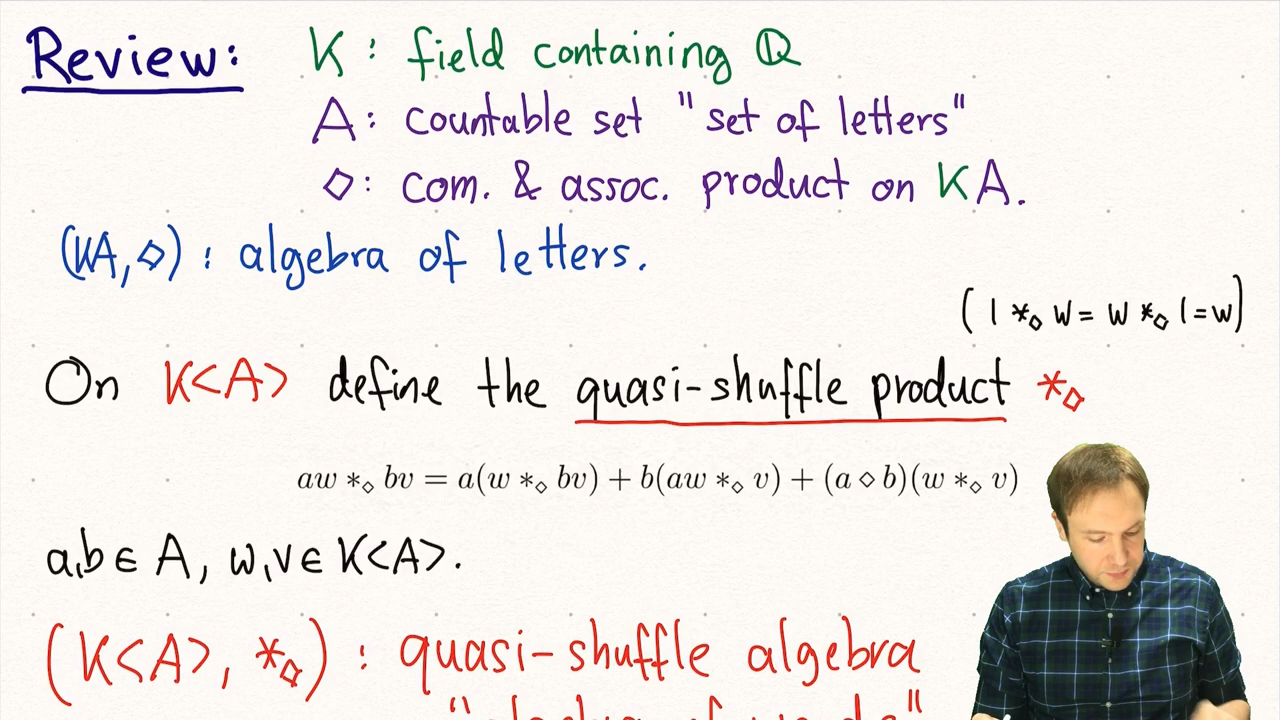 Review: K: field containing ℚ
A: countable set "set of letters"
◇: com. & assoc. product on KA.
(KA, ◇): algebra of letters.
(1 *◇ w = w *◇ 1 = w)
On K<A> define the quasi-shuffle product *◇
aw *◇ bv = a(w *◇ bv) + b(aw *◇ v) + (a ◇ b)(w *◇ v)
a,b ∈ A, w,v ∈ K<A>.
(K<A>, *◇): quasi-shuffle algebra